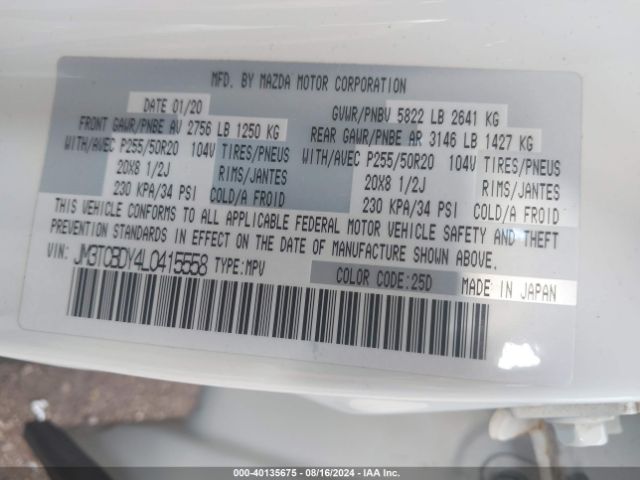 MFD. BY MAZDA MOTOR CORPORATION
DATE 01/20 GVWR/PNBV 5822 LB 2641 KG
FRONT GAWR/PNBE AV 2756 LB 1250 KG REAR GAWR/PNBE AR 3146 LB 1427 KG
WITH/AVEC P255/50R20 104V TIRES/PNEUS WITH/AVEC P255/50R20 104V TIRES/PNEUS
20X8 1/2J RIMS/JANTES 20X8 1/2J RIMS/JANTES
230 KPA/34 PSI COLD/A FROID 230 KPA/34 PSI COLD/A FROID
THIS VEHICLE CONFORMS TO ALL APPLICABLE FEDERAL MOTOR VEHICLE SAFETY AND THEFT
PREVENTION STANDARDS IN EFFECT ON THE DATE OF MANUFACTURE SHOWN ABOVE.
VIN: JM3TCBDY4L0415558 TYPE:MPV COLOR CODE:25D MADE IN JAPAN
000-40135675 - 08/16/2024 - IAA Inc.